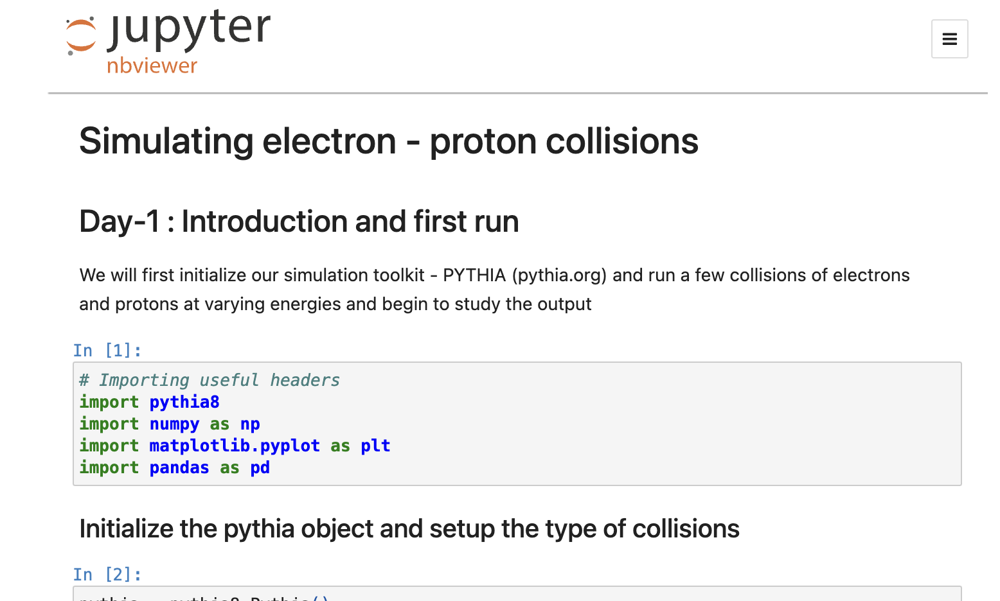 jupyter
nbviewer
Simulating electron - proton collisions
Day-1 : Introduction and first run
We will first initialize our simulation toolkit - PYTHIA (pythia.org) and run a few collisions of electrons
and protons at varying energies and begin to study the output
In [1]:
# Importing useful headers
import pythia8
import numpy as np
import matplotlib.pyplot as plt
import pandas as pd
Initialize the pythia object and setup the type of collisions
In [2]:
pythia = pythia8.Pythia()